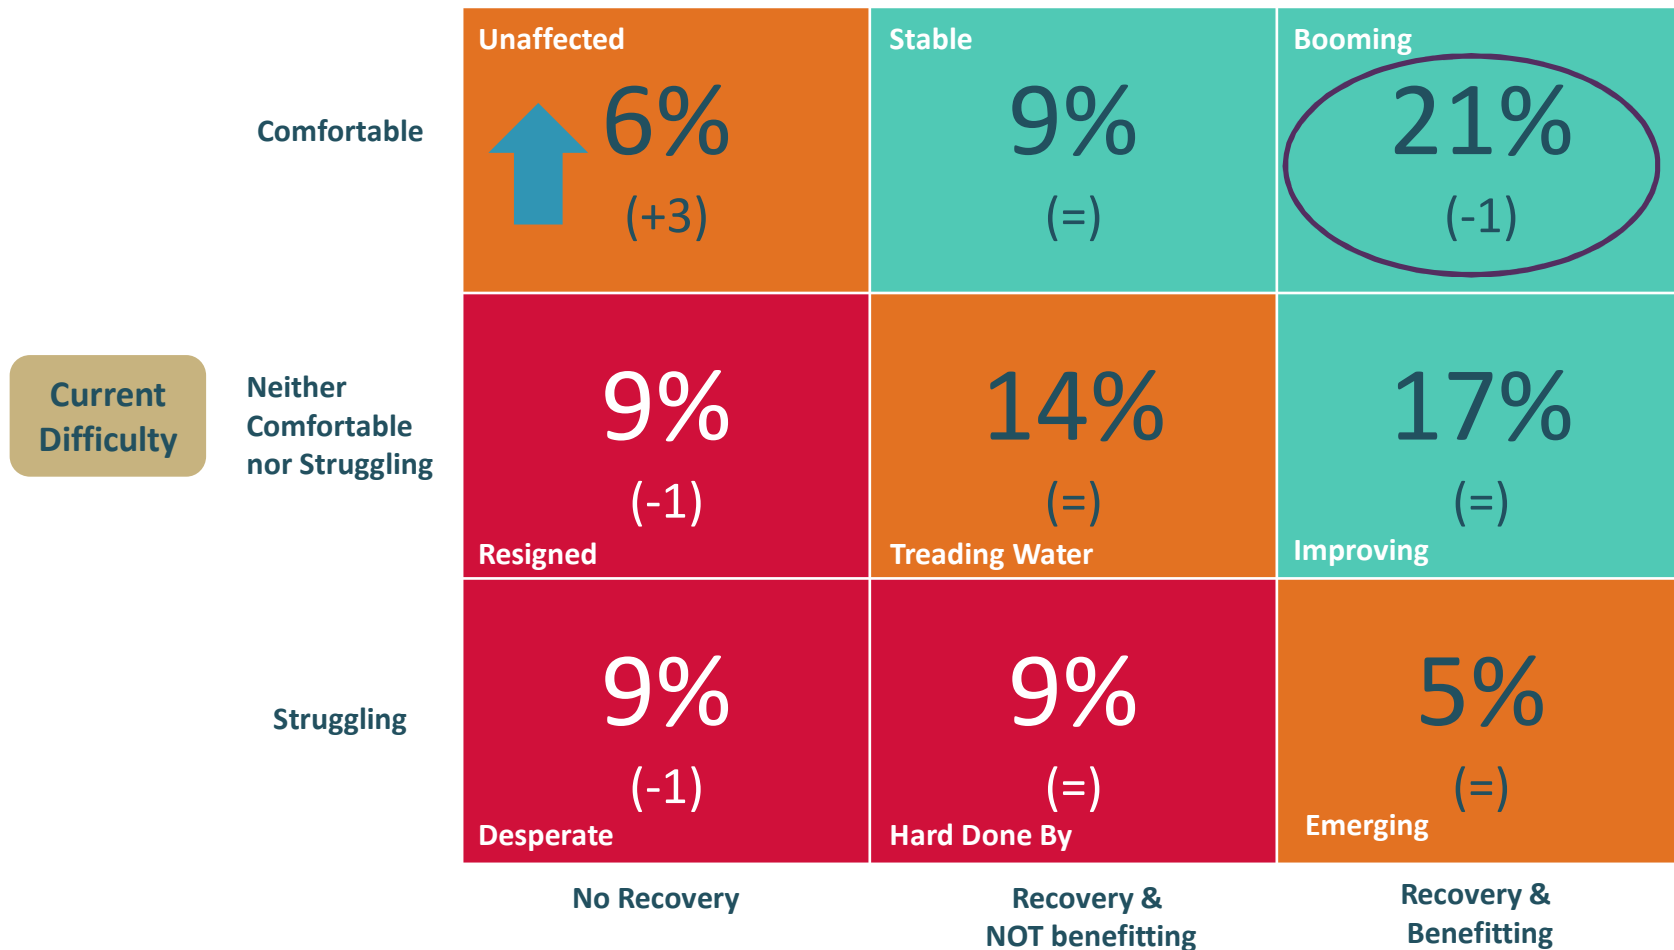 Unaffected
6%
(+3)
Stable
9%
(=)
Booming
21%
(-1)
Comfortable
Current
Difficulty
Neither
Comfortable
nor Struggling
9%
(-1)
Resigned
14%
(=)
Treading Water
17%
(=)
Improving
Struggling
9%
(-1)
Desperate
9%
(=)
Hard Done By
5%
(=)
Emerging
No Recovery
Recovery &
NOT benefitting
Recovery &
Benefitting